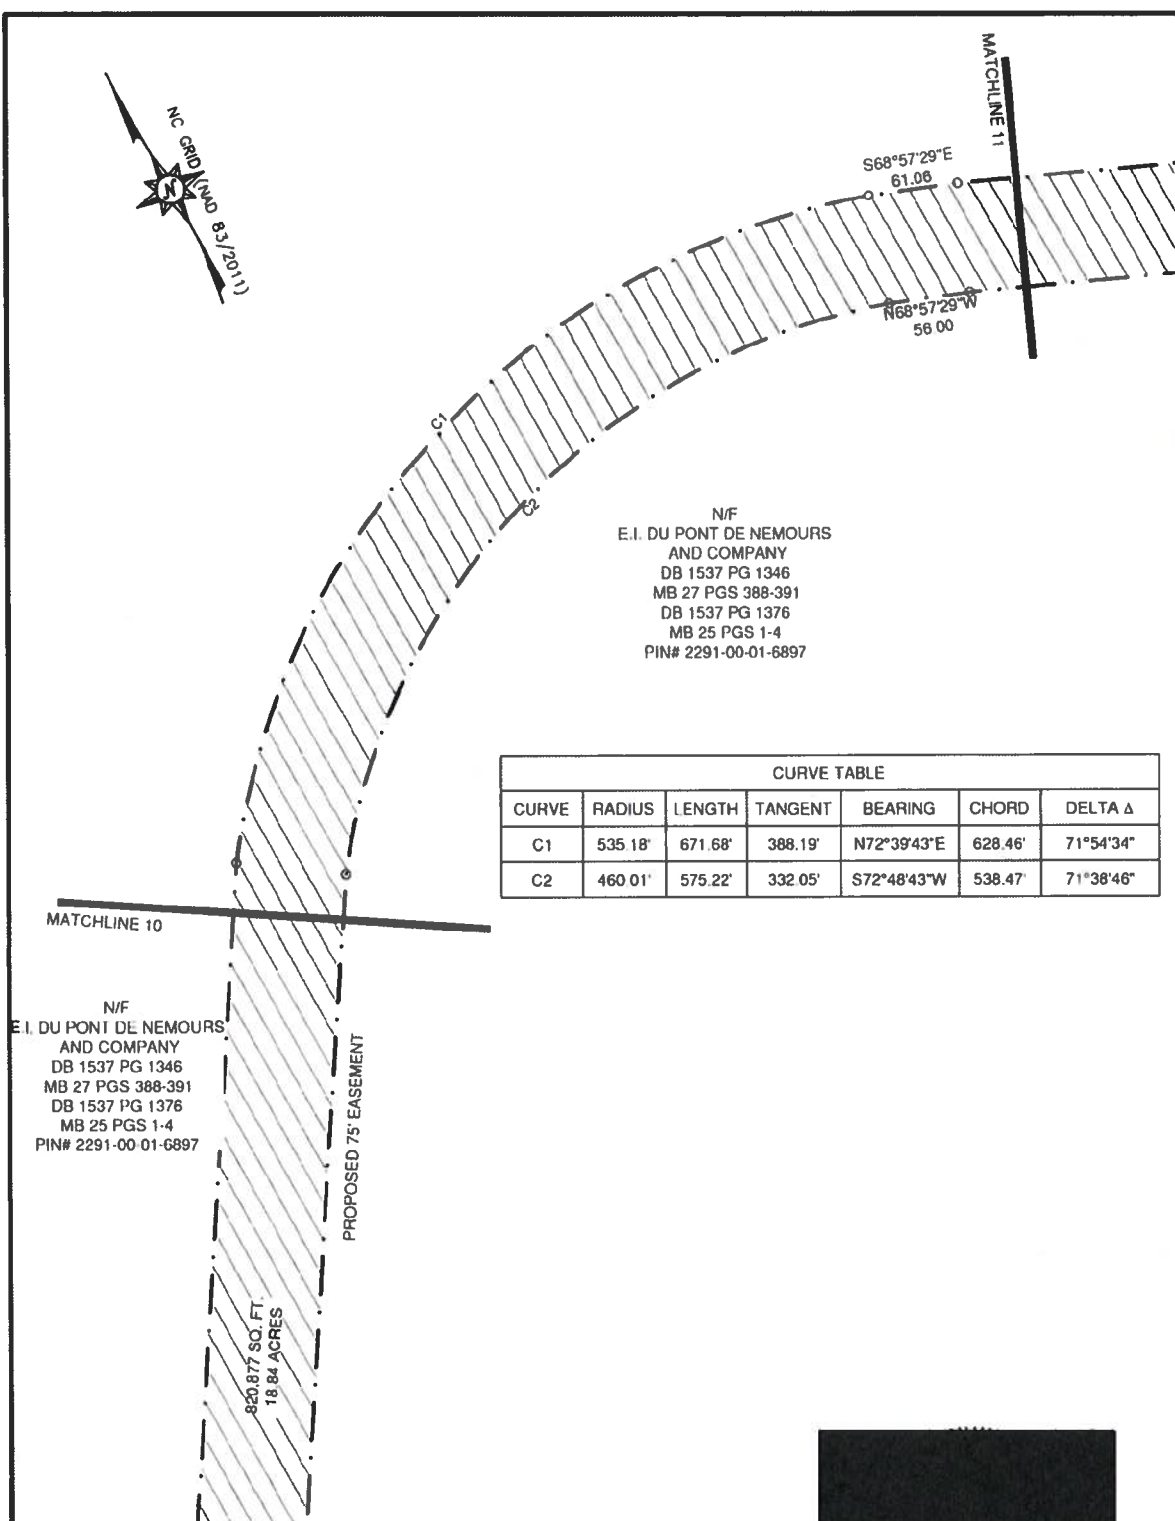 MATCHLINE 11
NC GRID (NAD 83/2011)
N
S68°57'29"E
61.06
N68°57'29"W
56.00
C1
C2
N/F
E.I. DU PONT DE NEMOURS
AND COMPANY
DB 1537 PG 1346
MB 27 PGS 388-391
DB 1537 PG 1376
MB 25 PGS 1-4
PIN# 2291-00-01-6897
CURVE TABLE
CURVE RADIUS LENGTH TANGENT BEARING CHORD DELTA Δ
C1 535.18' 671.68' 388.19' N72°39'43"E 628.46' 71°54'34"
C2 460.01' 575.22' 332.05' S72°48'43"W 538.47' 71°38'46"
MATCHLINE 10
N/F
E.I. DU PONT DE NEMOURS
AND COMPANY
DB 1537 PG 1346
MB 27 PGS 388-391
DB 1537 PG 1376
MB 25 PGS 1-4
PIN# 2291-00-01-6897
PROPOSED 75' EASEMENT
820,877 SQ. FT.
18.84 ACRES